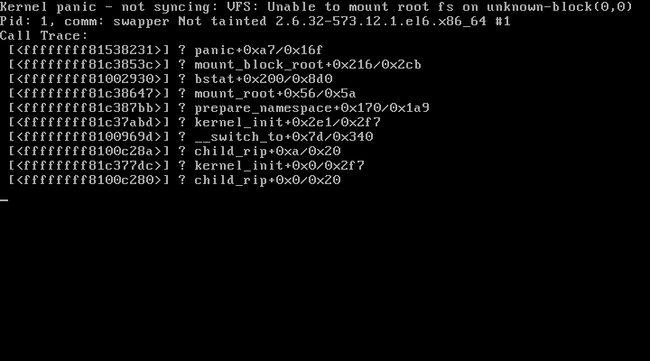 Kernel panic - not syncing: VFS: Unable to mount root fs on unknown-block(0,0)
Pid: 1, comm: swapper Not tainted 2.6.32-573.12.1.el6.x86_64 #1
Call Trace:
[<ffffffff81538231>] ? panic+0xa7/0x16f
[<ffffffff81c3853c>] ? mount_block_root+0x216/0x2cb
[<ffffffff81002930>] ? bstat+0x200/0x8d0
[<ffffffff81c38647>] ? mount_root+0x56/0x5a
[<ffffffff81c387bb>] ? prepare_namespace+0x170/0x1a9
[<ffffffff81c37abd>] ? kernel_init+0x2e1/0x2f7
[<ffffffff8100969d>] ? __switch_to+0x7d/0x340
[<ffffffff8100c28a>] ? child_rip+0xa/0x20
[<ffffffff81c377dc>] ? kernel_init+0x0/0x2f7
[<ffffffff8100c280>] ? child_rip+0x0/0x20